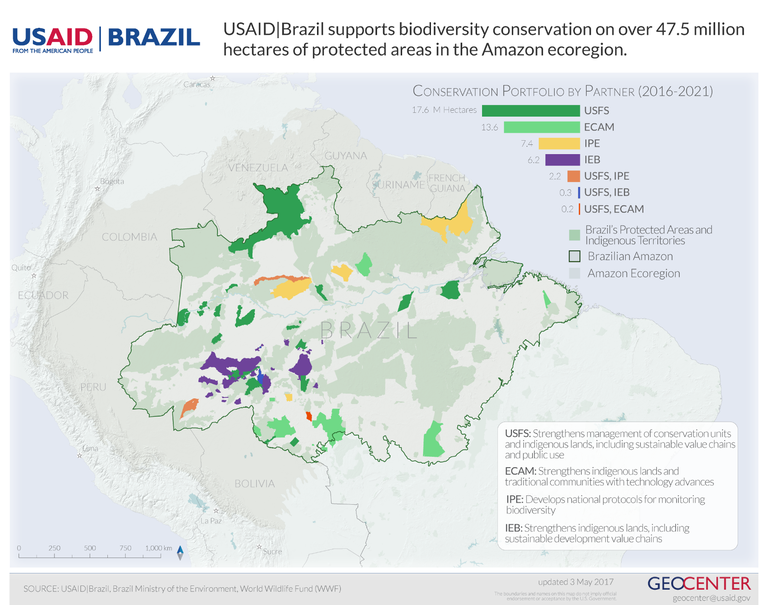 USAID | BRAZIL
FROM THE AMERICAN PEOPLE
USAID|Brazil supports biodiversity conservation on over 47.5 million
hectares of protected areas in the Amazon ecoregion.
CONSERVATION PORTFOLIO BY PARTNER (2016-2021)
17.6 M Hectares USFS
13.6 ECAM
7.4 IPE
6.2 IEB
2.2 USFS, IPE
0.3 USFS, IEB
0.2 USFS, ECAM
Brazil's Protected Areas and
Indigenous Territories
Brazilian Amazon
Amazon Ecoregion
Caracas
VENEZUELA
GUYANA
SURINAME
FRENCH
GUIANA
Bogota
COLOMBIA
Quito
ECUADOR
BRAZIL
PERU
Lima
BOLIVIA
La Paz
Sucre
USFS: Strengthens management of conservation units
and indigenous lands, including sustainable value chains
and public use
ECAM: Strengthens indigenous lands and
traditional communities with technology advances
IPE: Develops national protocols for monitoring
biodiversity
IEB: Strengthens indigenous lands, including
sustainable development value chains
0 250 500 750 1,000 km
SOURCE: USAID|Brazil, Brazil Ministry of the Environment, World Wildlife Fund (WWF)
updated 3 May 2017
The boundaries and names on this map do not imply official
endorsement or acceptance by the U.S. Government.
GEOCENTER
geocenter@usaid.gov